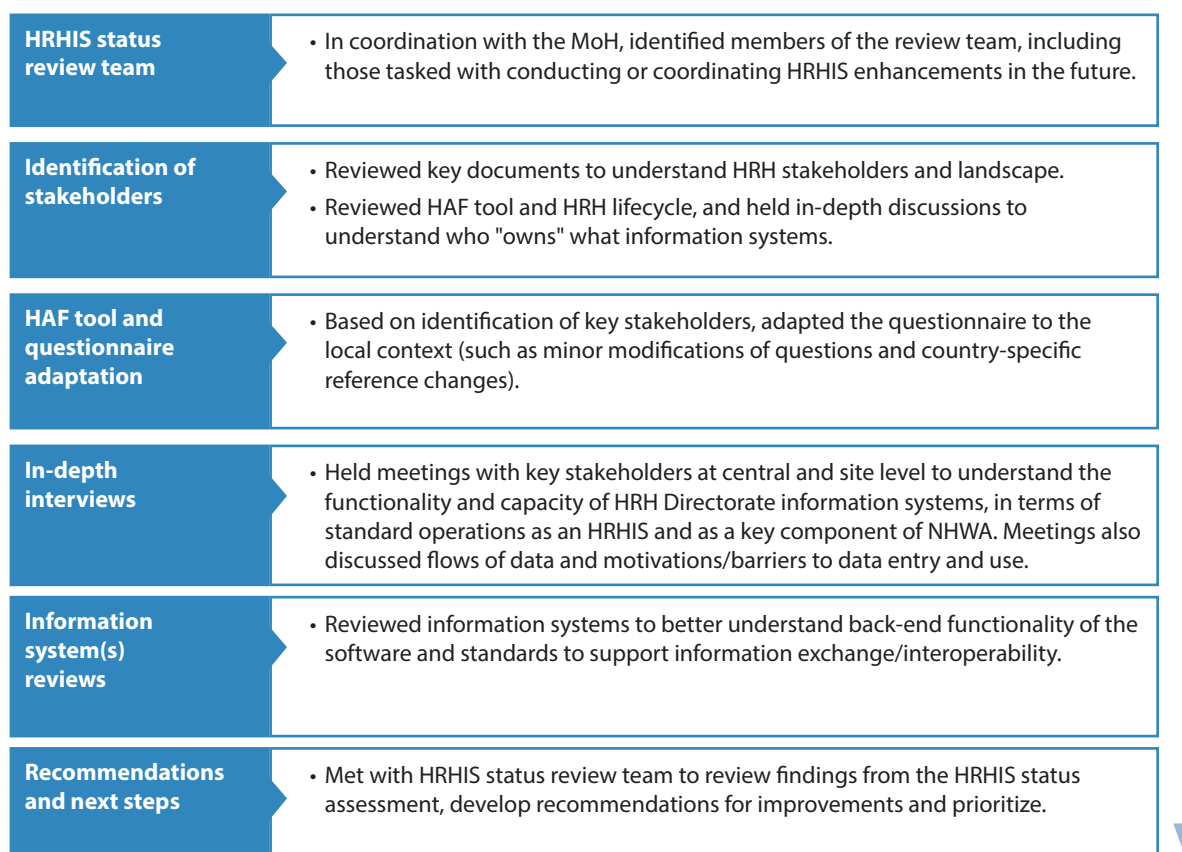 HRHIS status
review team
• In coordination with the MoH, identified members of the review team, including
those tasked with conducting or coordinating HRHIS enhancements in the future.
Identification of
stakeholders
• Reviewed key documents to understand HRH stakeholders and landscape.
• Reviewed HAF tool and HRH lifecycle, and held in-depth discussions to
understand who "owns" what information systems.
HAF tool and
questionnaire
adaptation
• Based on identification of key stakeholders, adapted the questionnaire to the
local context (such as minor modifications of questions and country-specific
reference changes).
In-depth
interviews
• Held meetings with key stakeholders at central and site level to understand the
functionality and capacity of HRH Directorate information systems, in terms of
standard operations as an HRHIS and as a key component of NHWA. Meetings also
discussed flows of data and motivations/barriers to data entry and use.
Information
system(s)
reviews
• Reviewed information systems to better understand back-end functionality of the
software and standards to support information exchange/interoperability.
Recommendations
and next steps
• Met with HRHIS status review team to review findings from the HRHIS status
assessment, develop recommendations for improvements and prioritize.